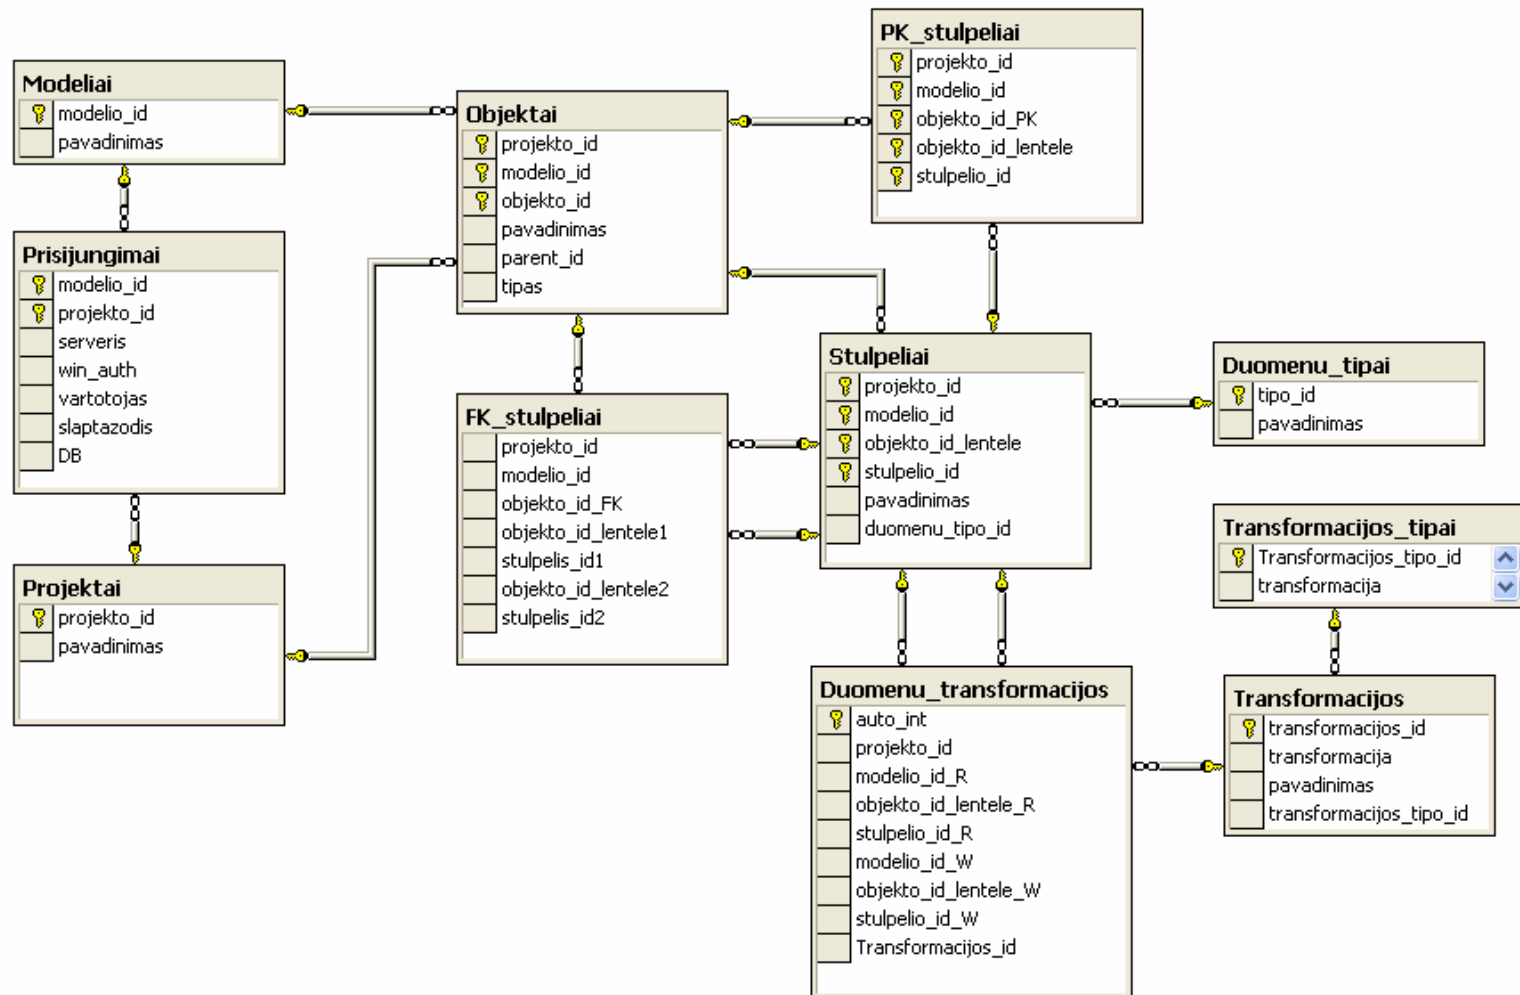 Modeliai
modelio_id
pavadinimas
Prisijungimai
modelio_id
projekto_id
serveris
win_auth
vartotojas
slaptazodis
DB
Projektai
projekto_id
pavadinimas
Objektai
projekto_id
modelio_id
objekto_id
pavadinimas
parent_id
tipas
FK_stulpeliai
projekto_id
modelio_id
objekto_id_FK
objekto_id_lentele1
stulpelis_id1
objekto_id_lentele2
stulpelis_id2
PK_stulpeliai
projekto_id
modelio_id
objekto_id_PK
objekto_id_lentele
stulpelio_id
Stulpeliai
projekto_id
modelio_id
objekto_id_lentele
stulpelio_id
pavadinimas
duomenu_tipo_id
Duomenu_tipai
tipo_id
pavadinimas
Transformacijos_tipai
Transformacijos_tipo_id
transformacija
Duomenu_transformacijos
auto_int
projekto_id
modelio_id_R
objekto_id_lentele_R
stulpelio_id_R
modelio_id_W
objekto_id_lentele_W
stulpelio_id_W
Transformacijos_id
Transformacijos
transformacijos_id
transformacija
pavadinimas
transformacijos_tipo_id